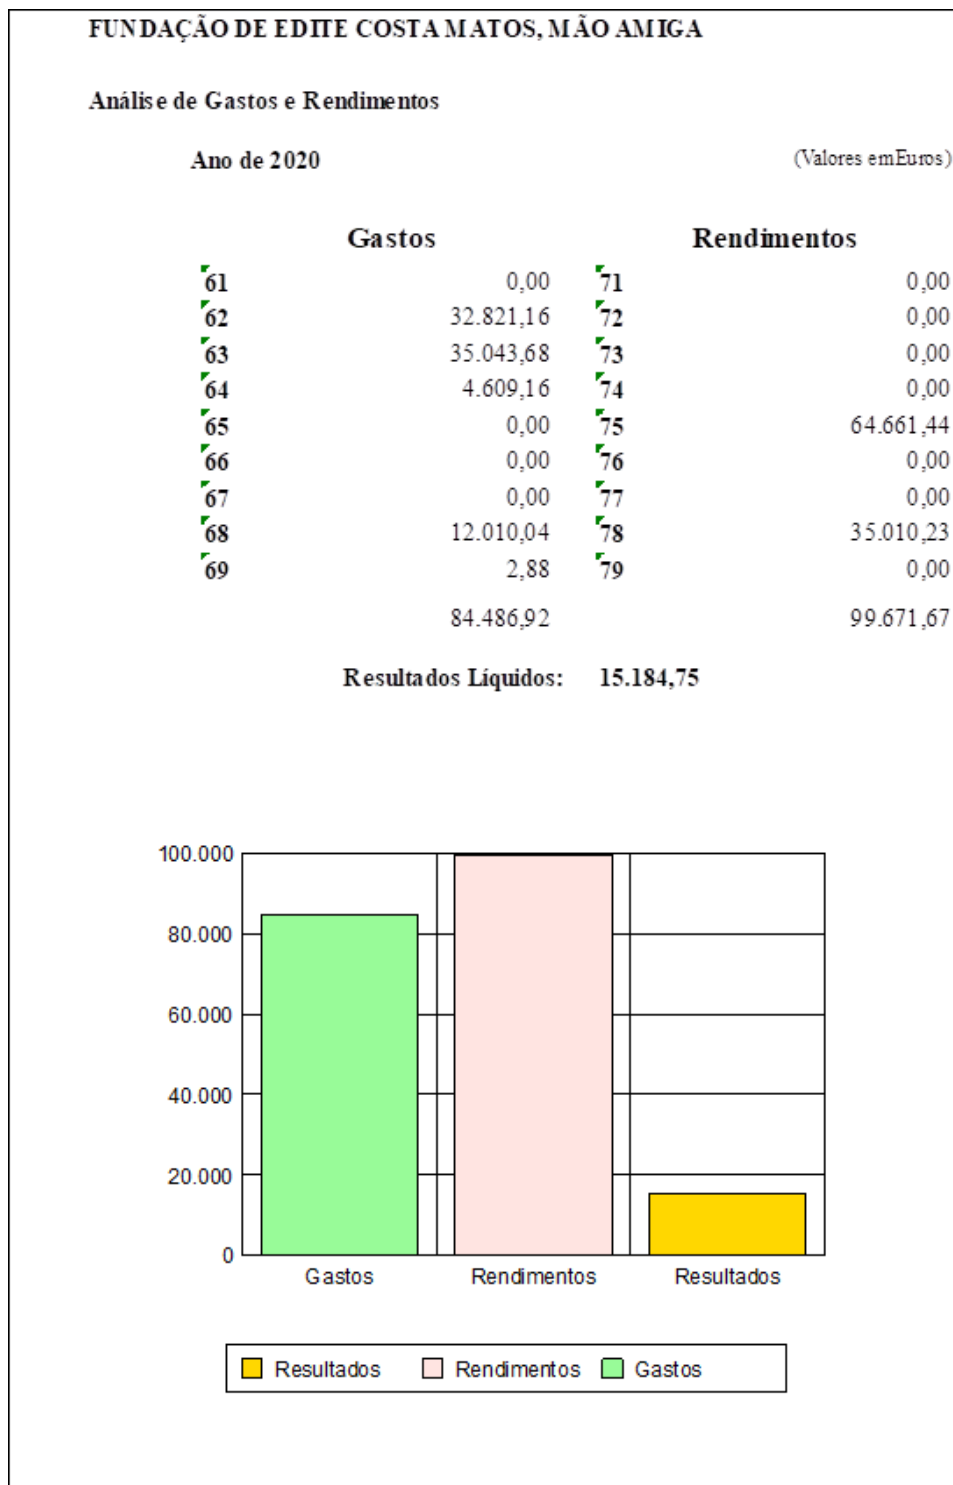 FUNDAÇÃO DE EDITE COSTA MATOS, MÃO AMIGA
Análise de Gastos e Rendimentos
Ano de 2020 (Valores em Euros)
Gastos Rendimentos
61 0,00 71 0,00
62 32.821,16 72 0,00
63 35.043,68 73 0,00
64 4.609,16 74 0,00
65 0,00 75 64.661,44
66 0,00 76 0,00
67 0,00 77 0,00
68 12.010,04 78 35.010,23
69 2,88 79 0,00
84.486,92 99.671,67
Resultados Líquidos: 15.184,75
100.000
80.000
60.000
40.000
20.000
0
Gastos Rendimentos Resultados
Resultados Rendimentos Gastos